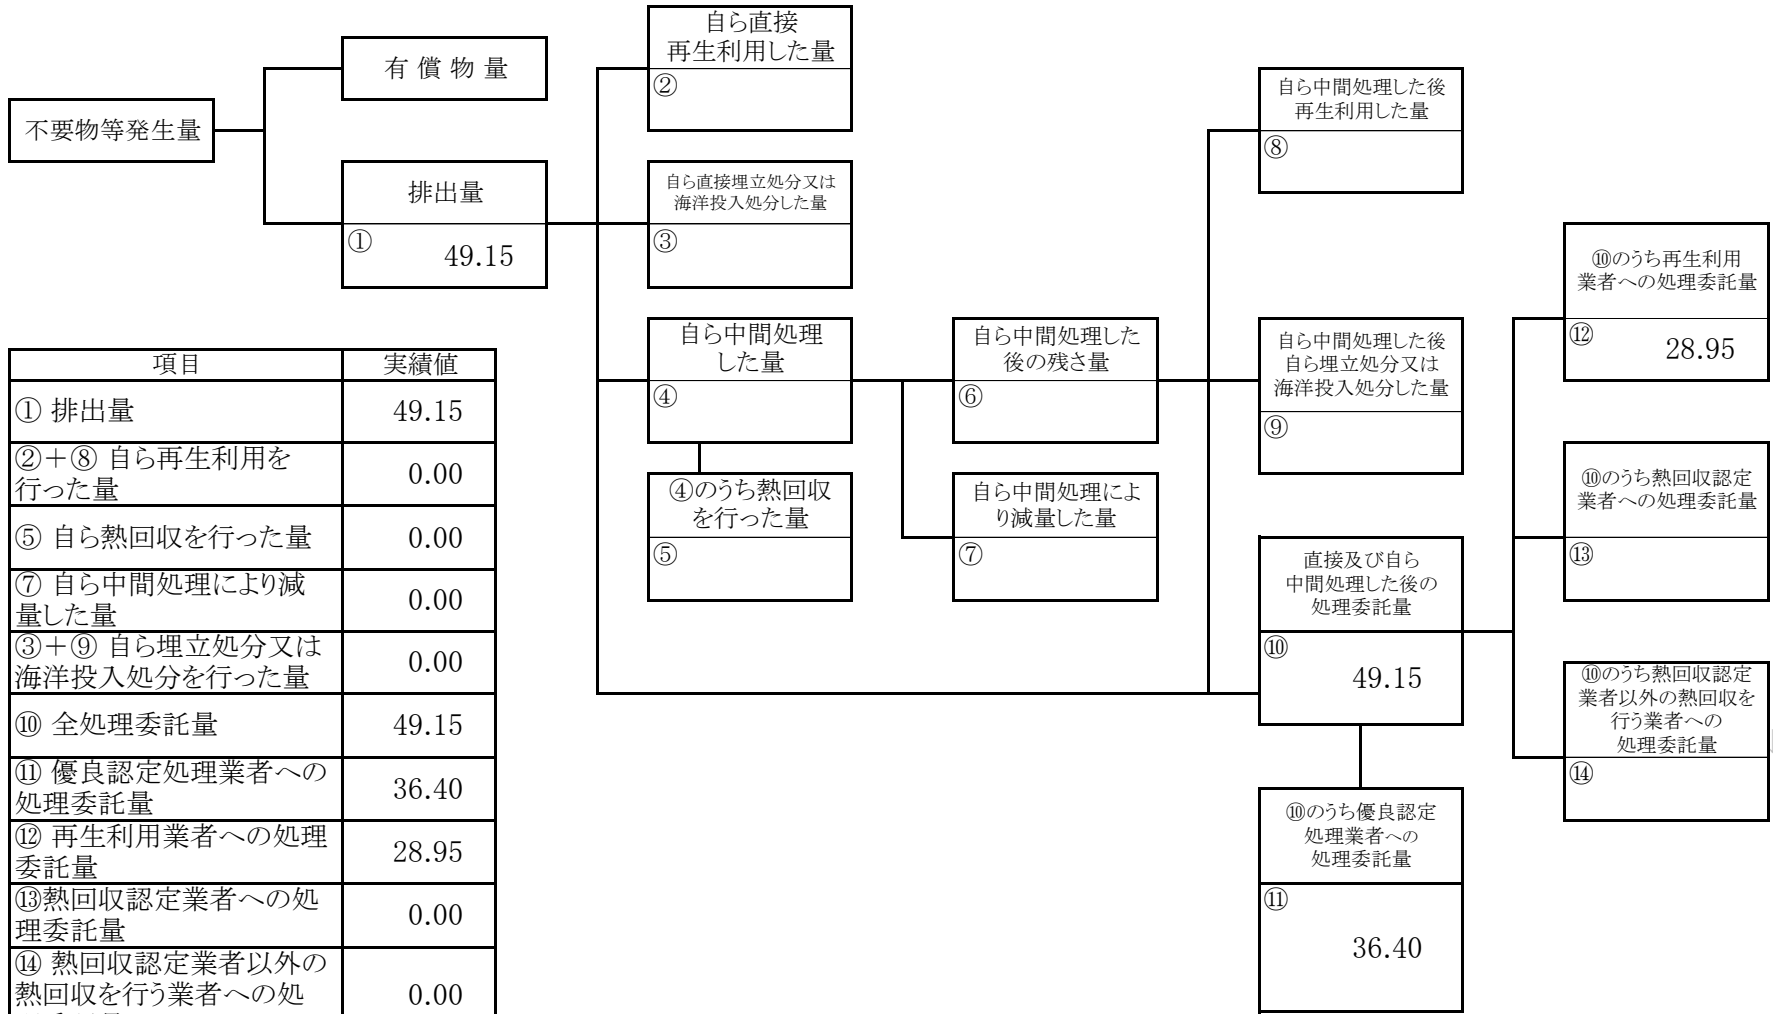 不要物等発生量
有 償 物 量
排出量
①
49.15
自ら直接
再生利用した量
②
自ら直接埋立処分又は
海洋投入処分した量
③
自ら中間処理
した量
④
④のうち熱回収
を行った量
⑤
自ら中間処理した
後の残さ量
⑥
自ら中間処理によ
り減量した量
⑦
自ら中間処理した後
再生利用した量
⑧
自ら中間処理した後
自ら埋立処分又は
海洋投入処分した量
⑨
直接及び自ら
中間処理した後の
処理委託量
⑩
49.15
⑩のうち優良認定
処理業者への
処理委託量
⑪
36.40
⑩のうち再生利用
業者への処理委託量
⑫
28.95
⑩のうち熱回収認定
業者への処理委託量
⑬
⑩のうち熱回収認定
業者以外の熱回収を
行う業者への
処理委託量
⑭
項目 実績値
① 排出量 49.15
②＋⑧ 自ら再生利用を
行った量 0.00
⑤ 自ら熱回収を行った量 0.00
⑦ 自ら中間処理により減
量した量 0.00
③＋⑨ 自ら埋立処分又は
海洋投入処分を行った量 0.00
⑩ 全処理委託量 49.15
⑪ 優良認定処理業者への
処理委託量 36.40
⑫ 再生利用業者への処理
委託量 28.95
⑬熱回収認定業者への処
理委託量 0.00
⑭ 熱回収認定業者以外の
熱回収を行う業者への処 0.00